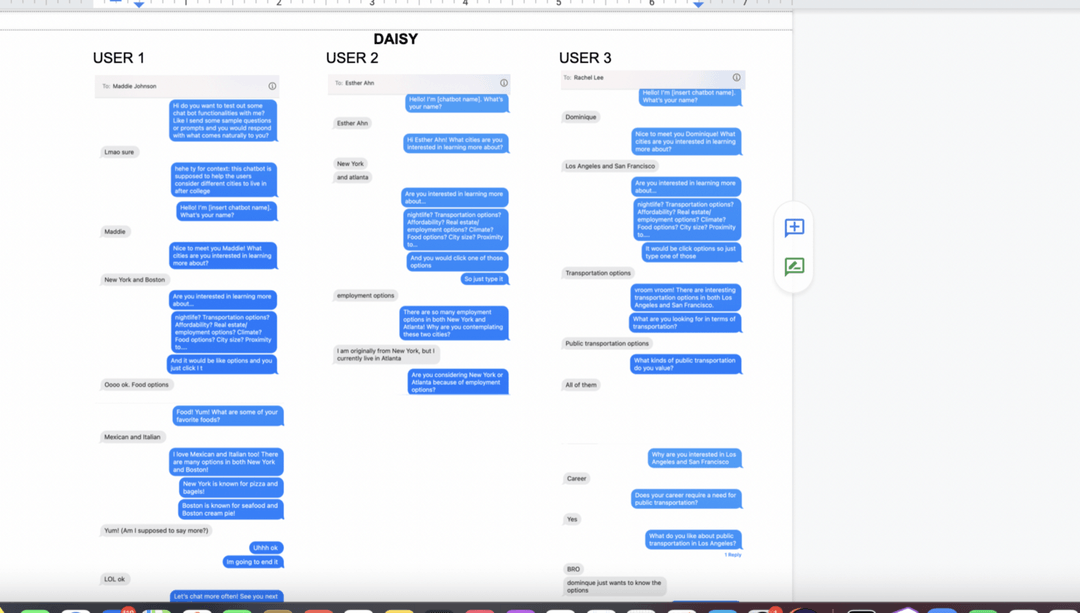 2
3
4
5
6
7
DAISY
USER 1
To: Maddie Johnson
Hi do you want to test out some
chat bot functionalities with me?
Like I send some sample questions
or prompts and you would respond
with what comes naturally to you?
Lmao sure
hehe ty for context: this chatbot is
supposed to help the users
consider different cities to live in
after college
Hello! I'm [insert chatbot name].
What's your name?
Maddie
Nice to meet you Maddie! What
cities are you interested in learning
more about?
New York and Boston
Are you interested in learning more
about...
nightlife? Transportation options?
Affordability? Real estate/
employment options? Climate?
Food options? City size? Proximity
to....
And it would be like options and you
just click it
Oooo ok. Food options
Food! Yum! What are some of your
favorite foods?
Mexican and Italian
I love Mexican and Italian too! There
are many options in both New York
and Boston!
New York is known for pizza and
bagels!
Boston is known for seafood and
Boston cream pie!
Yum! (Am I supposed to say more?)
Uhhh ok
Im going to end it
LOL ok
Let's chat more often! See you next
USER 2
To: Esther Ahn
Hello! I'm [chatbot name]. What's
your name?
Esther Ahn
Hi Esther Ahn! What cities are you
interested in learning more about?
New York
and atlanta
Are you interested in learning more
about...
nightlife? Transportation options?
Affordability? Real estate/
employment options? Climate?
Food options? City size? Proximity
to...
And you would click one of those
options
So just type it
employment options
There are so many employment
options in both New York and
Atlanta! Why are you contemplating
these two cities?
I am originally from New York, but I
currently live in Atlanta
Are you considering New York or
Atlanta because of employment
options?
USER 3
To: Rachel Lee
Hello! I'm [insert chatbot name].
What's your name?
Dominique
Nice to meet you Dominique! What
cities are you interested in learning
more about?
Los Angeles and San Francisco
Are you interested in learning more
about...
nightlife? Transportation options?
Affordability? Real estate/
employment options? Climate?
Food options? City size? Proximity
to....
It would be click options so just
type one of those
Transportation options
vroom vroom! There are interesting
transportation options in both Los
Angeles and San Francisco.
What are you looking for in terms of
transportation?
Public transportation options
What kinds of public transportation
do you value?
All of them
Why are you interested in Los
Angeles and San Francisco
Career
Does your career require a need for
public transportation?
Yes
What do you like about public
transportation in Los Angeles?
1 Reply
BRO
domingue just wants to know the
options